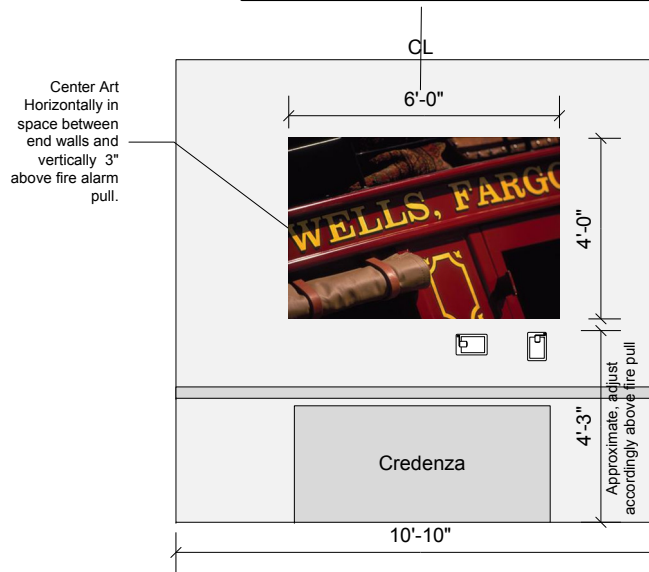 CL
6'-0"
Center Art
Horizontally in
space between
end walls and
vertically 3"
above fire alarm
pull.
WELLS, FARGO
4'-0"
4'-3"
Approximate, adjust
accordingly above fire pull
Credenza
10'-10"